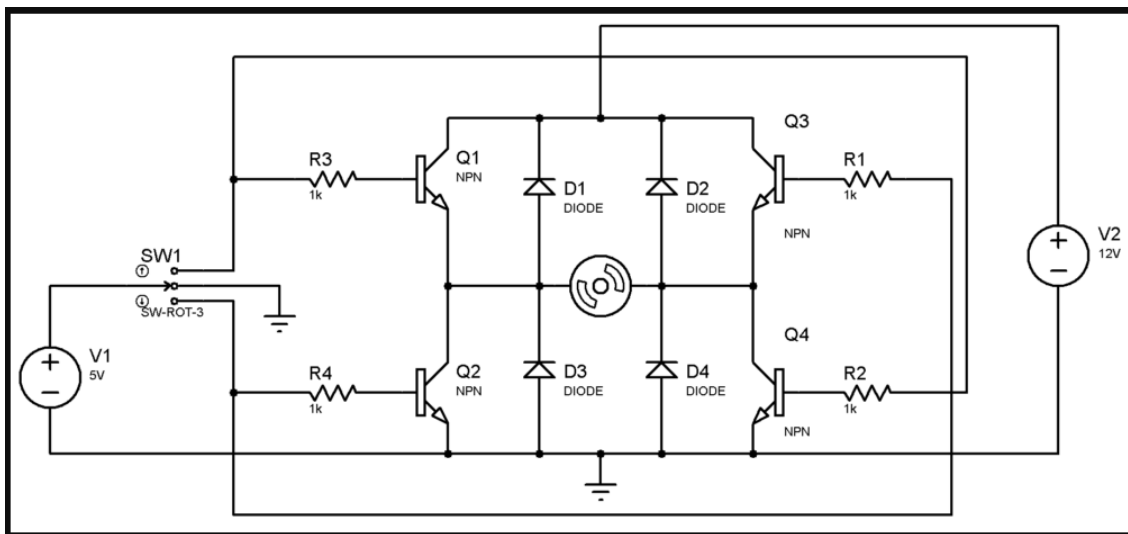 Q3
R3
1k
Q1
NPN
D1
DIODE
D2
DIODE
R1
1k
NPN
V2
12V
SW1
SW-ROT-3
V1
5V
Q4
R4
1k
Q2
NPN
D3
DIODE
D4
DIODE
R2
1k
NPN